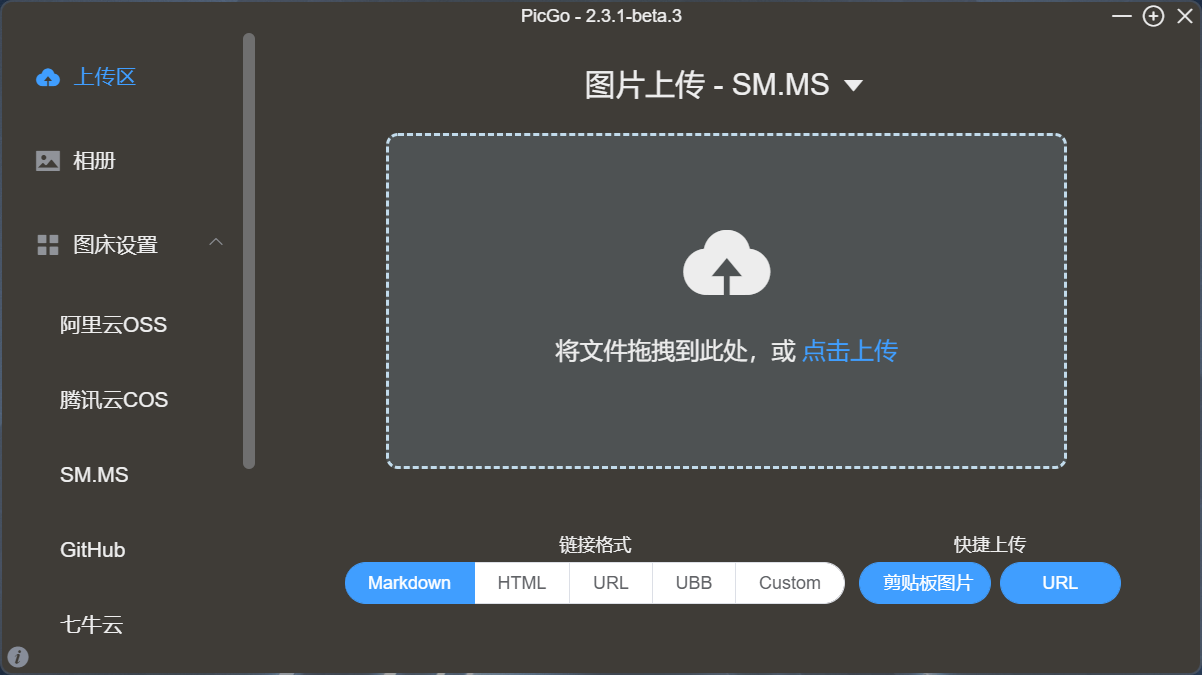 PicGo - 2.3.1-beta.3
上传区
相册
图床设置
阿里云OSS
腾讯云COS
SM.MS
GitHub
七牛云
图片上传 - SM.MS
将文件拖拽到此处，或 点击上传
链接格式
Markdown HTML URL UBB Custom
快捷上传
剪贴板图片 URL